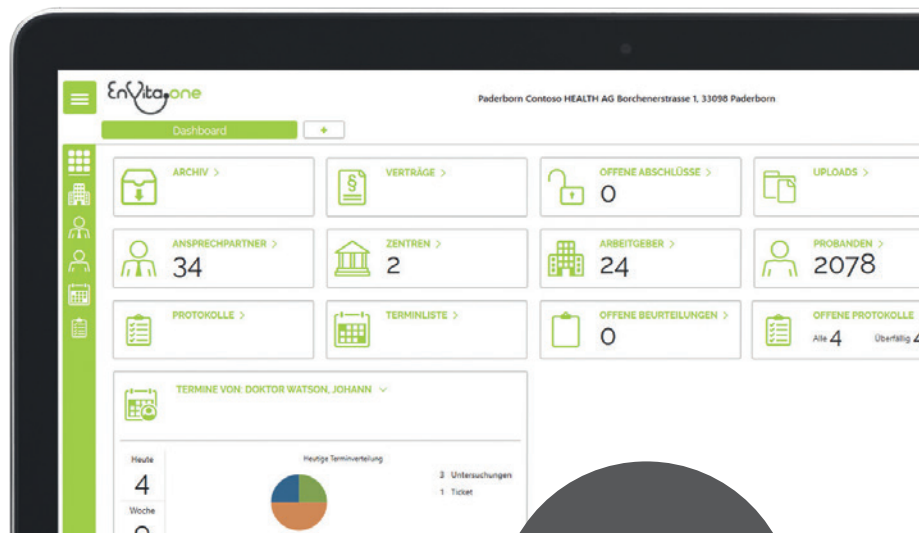 EnVita.one
Paderborn Contoso HEALTH AG Borchenerstrasse 1, 33098 Paderborn
Dashboard +
ARCHIV >
VERTRÄGE >
OFFENE ABSCHLÜSSE >
0
UPLOADS >
ANSPRECHPARTNER >
34
ZENTREN >
2
ARBEITGEBER >
24
PROBANDEN >
2078
PROTOKOLLE >
TERMINLISTE >
OFFENE BEURTEILUNGEN >
0
OFFENE PROTOKOLLE
Alle 4 Überfällig 4
TERMINE VON: DOKTOR WATSON, JOHANN
Heute
4
Woche
Heutige Terminverteilung
3 Untersuchungen
1 Ticket